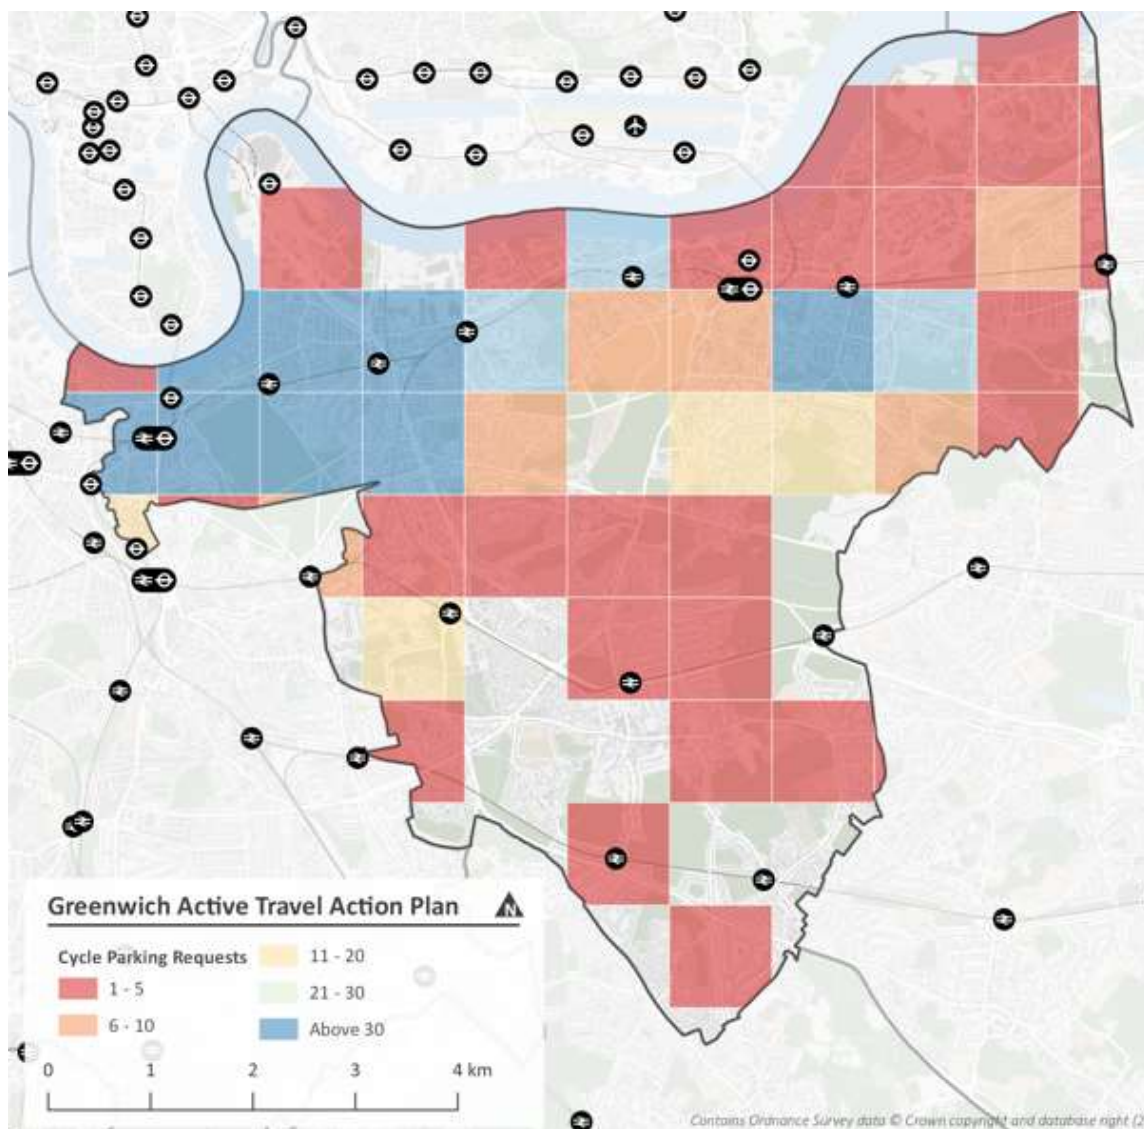 Greenwich Active Travel Action Plan
N
Cycle Parking Requests
1 - 5
6 - 10
11 - 20
21 - 30
Above 30
0 1 2 3 4 km
Contains Ordnance Survey data © Crown copyright and database right (2